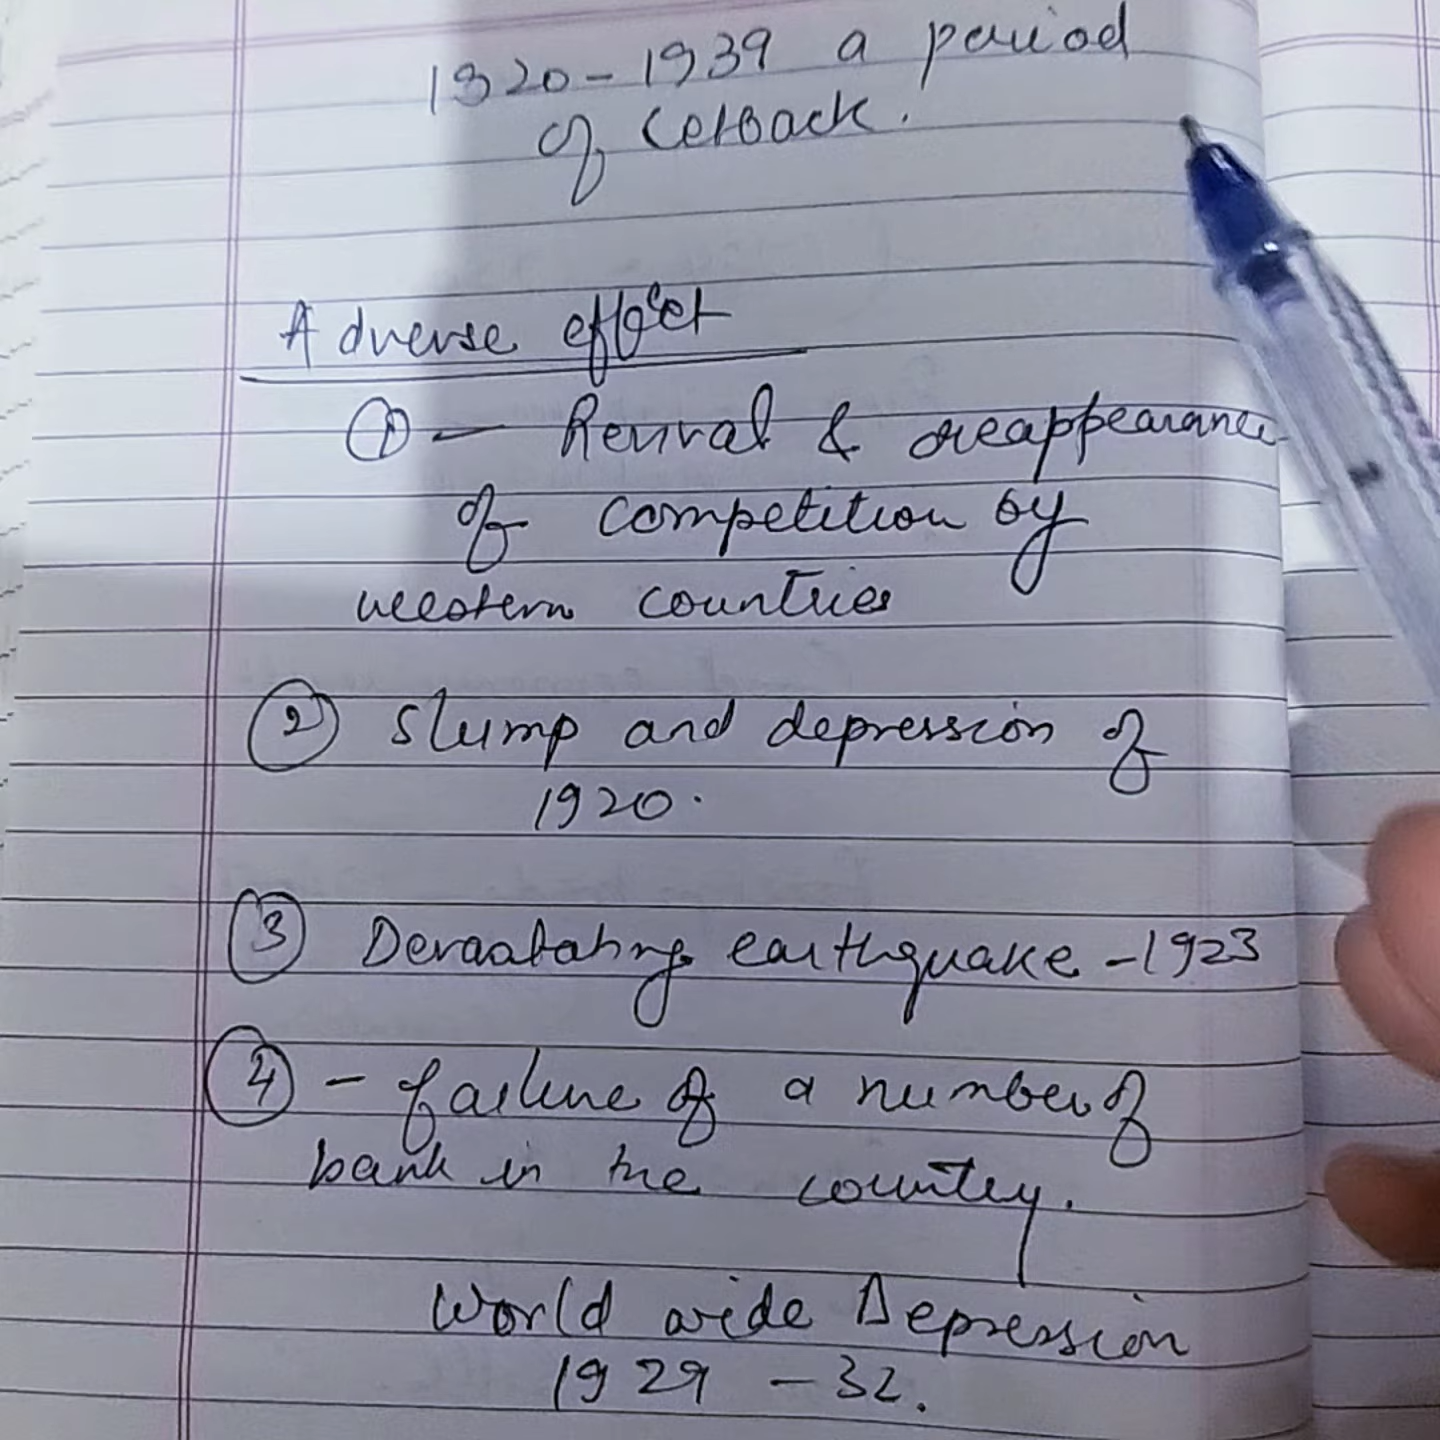 1920-1939 a period
of setback.
Adverse effect
① — Revival & reappearance
of competition by
western countries
② Slump and depression of
1920.
③ Devastating earthquake -1923
④ - failure of a number of
bank in the country.
World wide Depression
1929 - 32.